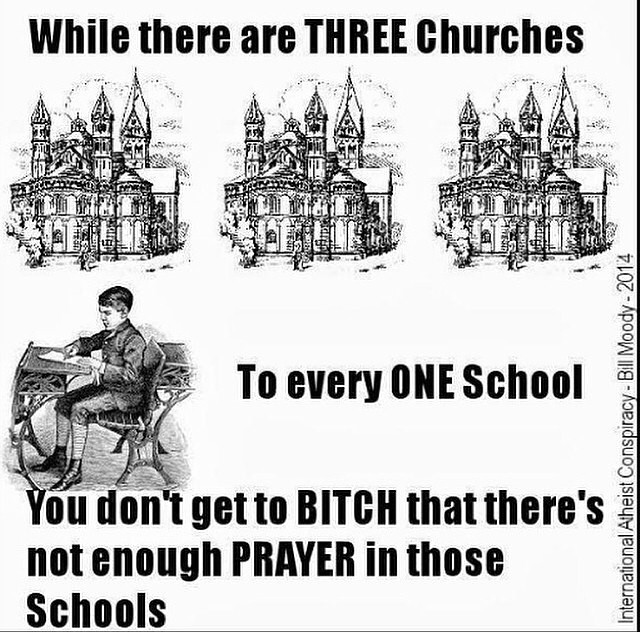 While there are THREE Churches
To every ONE School
You don't get to BITCH that there's
not enough PRAYER in those
Schools
International Atheist Conspiracy - Bill Moody - 2014